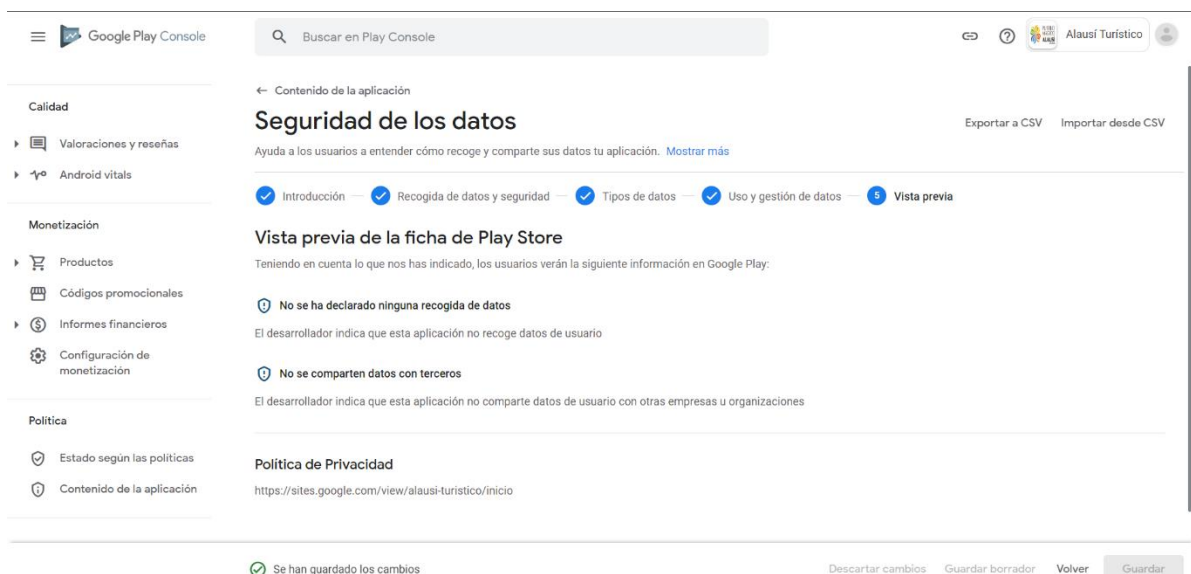 Google Play Console
Buscar en Play Console
Alausí Turístico
Calidad
Valoraciones y reseñas
Android vitals
Monetización
Productos
Códigos promocionales
Informes financieros
Configuración de
monetización
Política
Estado según las políticas
Contenido de la aplicación
← Contenido de la aplicación
Seguridad de los datos
Exportar a CSV Importar desde CSV
Ayuda a los usuarios a entender cómo recoge y comparte sus datos tu aplicación. Mostrar más
Introducción Recogida de datos y seguridad Tipos de datos Uso y gestión de datos 5 Vista previa
Vista previa de la ficha de Play Store
Teniendo en cuenta lo que nos has indicado, los usuarios verán la siguiente información en Google Play:
No se ha declarado ninguna recogida de datos
El desarrollador indica que esta aplicación no recoge datos de usuario
No se comparten datos con terceros
El desarrollador indica que esta aplicación no comparte datos de usuario con otras empresas u organizaciones
Política de Privacidad
https://sites.google.com/view/alausi-turistico/inicio
Se han guardado los cambios
Descartar cambios Guardar borrador Volver Guardar